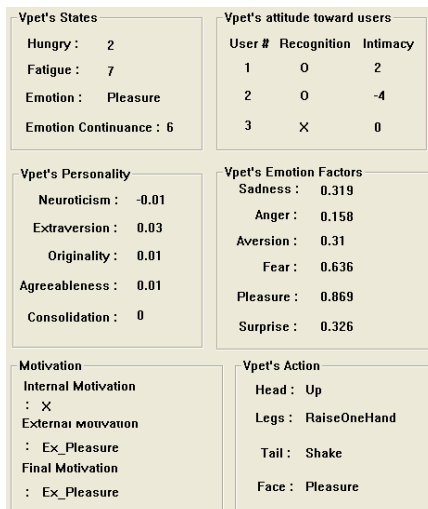 Vpet's States
Hungry : 2
Fatigue : 7
Emotion : Pleasure
Emotion Continuance : 6
Vpet's attitude toward users
User # Recognition Intimacy
1 O 2
2 O -4
3 X 0
Vpet's Personality
Neuroticism : -0.01
Extraversion : 0.03
Originality : 0.01
Agreeableness : 0.01
Consolidation : 0
Vpet's Emotion Factors
Sadness : 0.319
Anger : 0.158
Aversion : 0.31
Fear : 0.636
Pleasure : 0.869
Surprise : 0.326
Motivation
Internal Motivation
: X
External Motivation
: Ex_Pleasure
Final Motivation
: Ex_Pleasure
Vpet's Action
Head : Up
Legs : RaiseOneHand
Tail : Shake
Face : Pleasure